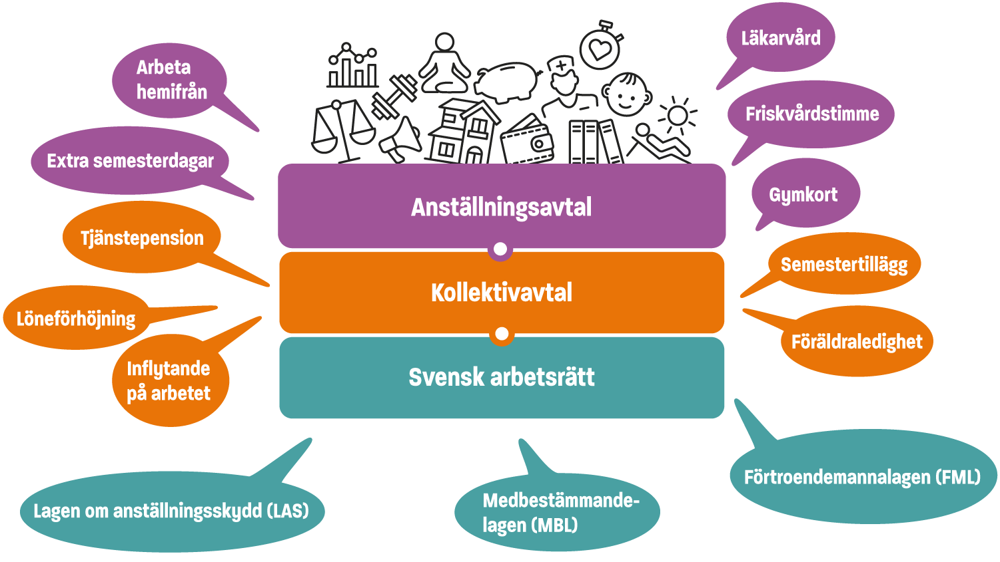 Läkarvård
Arbeta
hemifrån
Friskvårdstimme
Extra semesterdagar
Gymkort
Anställningsavtal
Tjänstepension
Semestertillägg
Kollektivavtal
Löneförhöjning
Föräldraledighet
Inflytande
på arbetet
Svensk arbetsrätt
Förtroendemannalagen (FML)
Lagen om anställningsskydd (LAS)
Medbestämmande-
lagen (MBL)